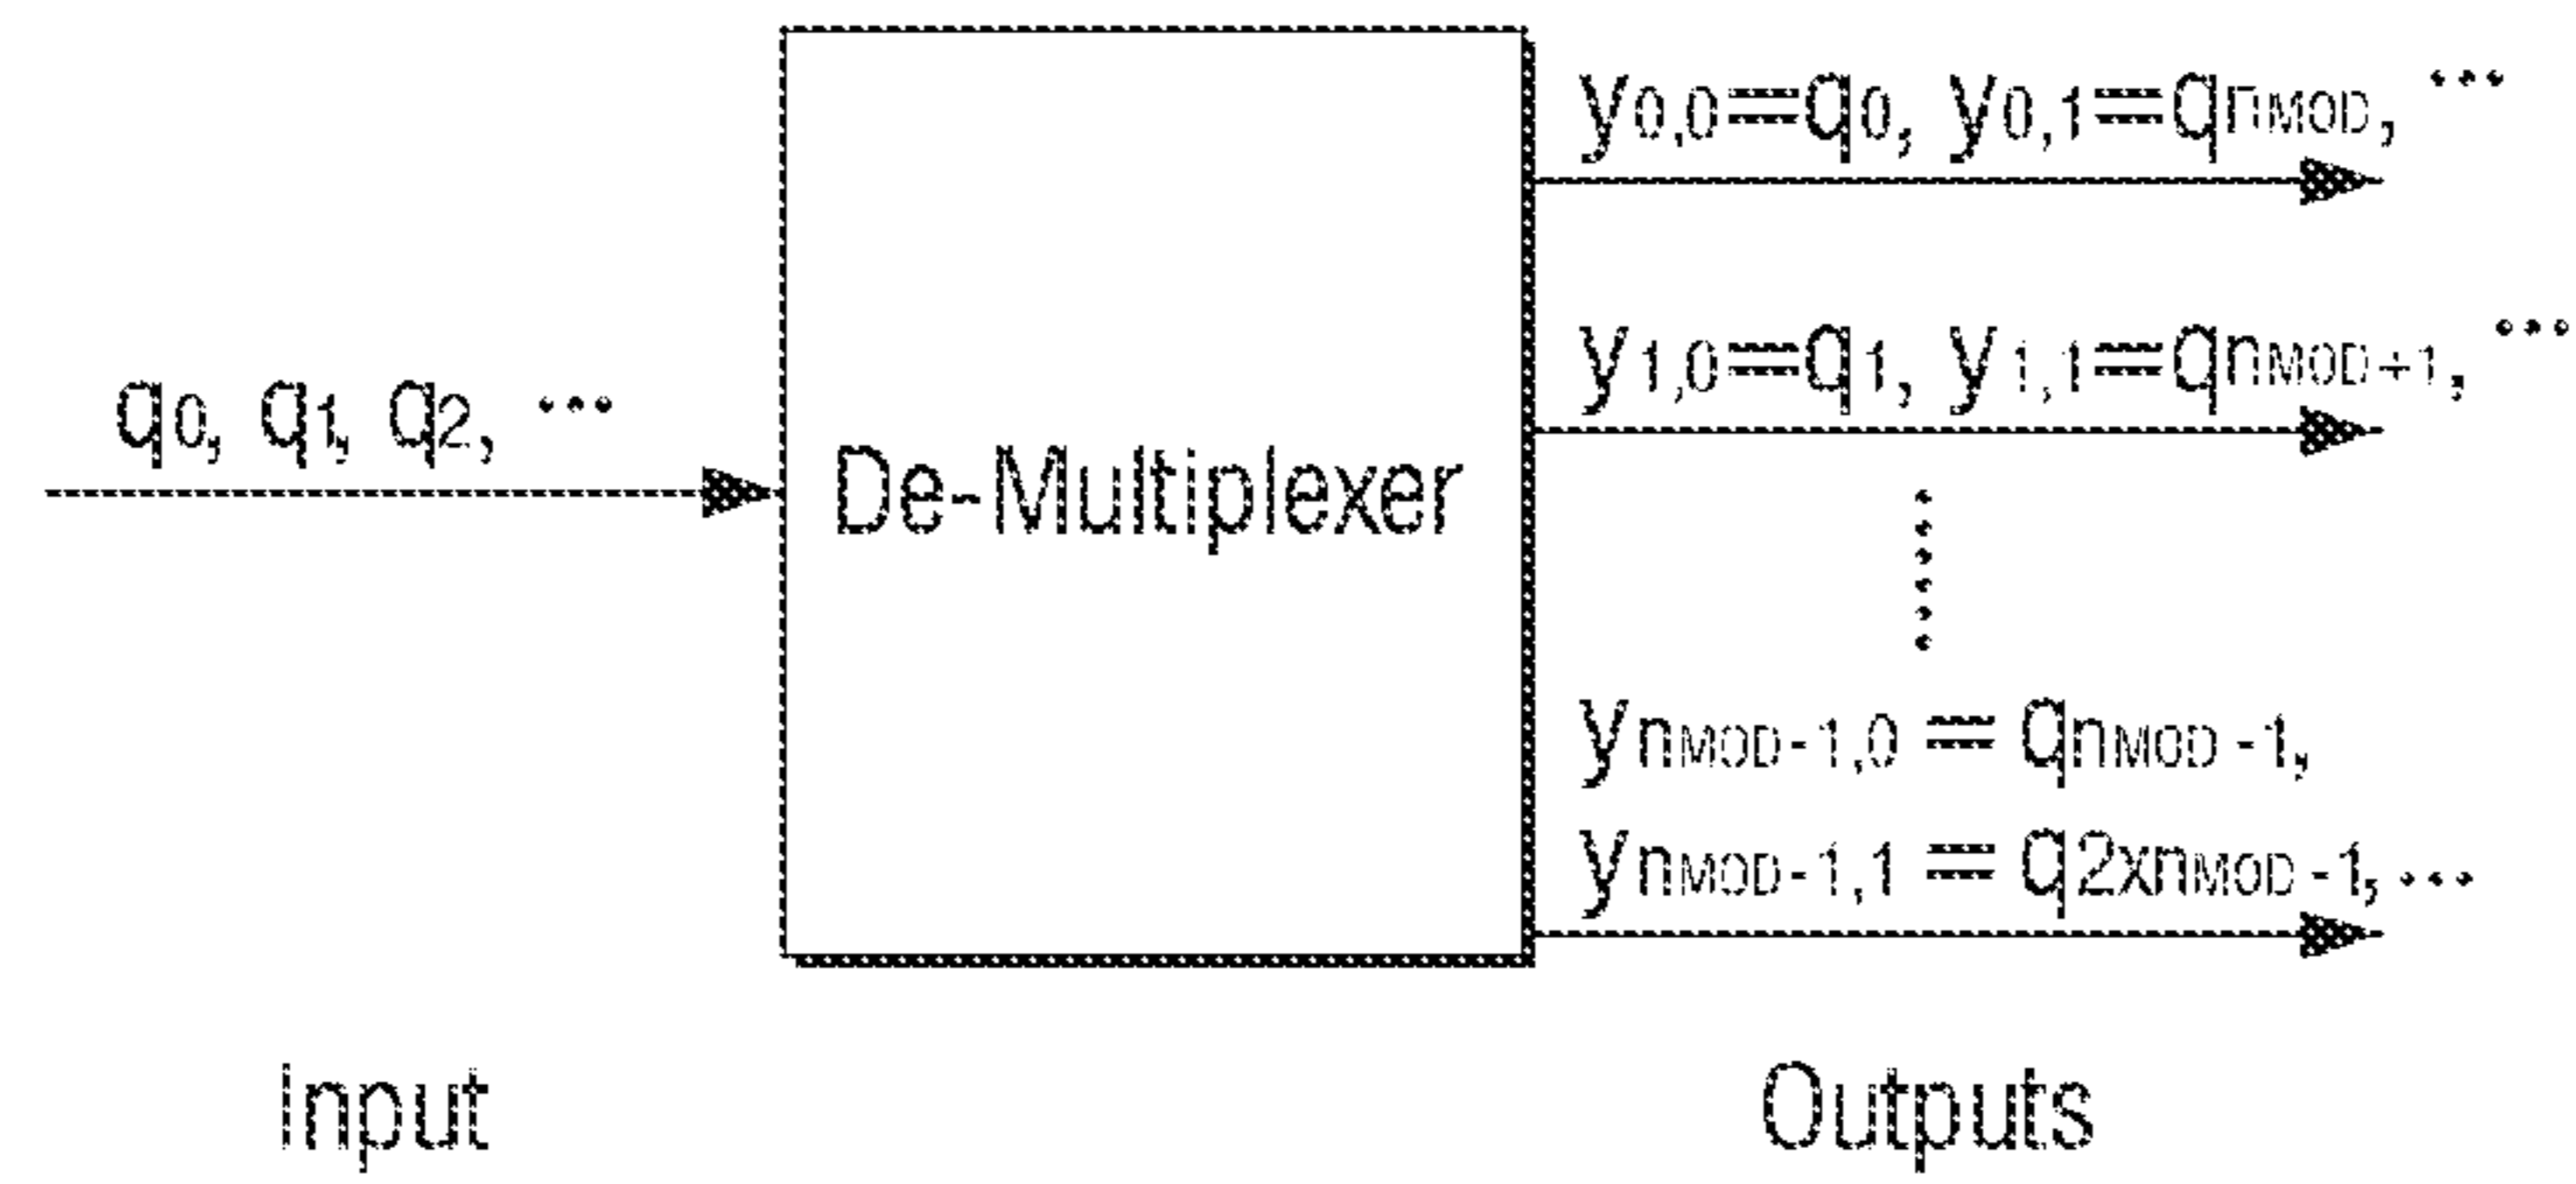 y0,0=q0, y0,1=qnMOD, ...
y1,0=q1, y1,1=qnMOD+1, ...
q0, q1, q2, ...
De-Multiplexer
ynMOD-1,0 = qnMOD-1,
ynMOD-1,1 = q2xnMOD-1, ...
Input
Outputs